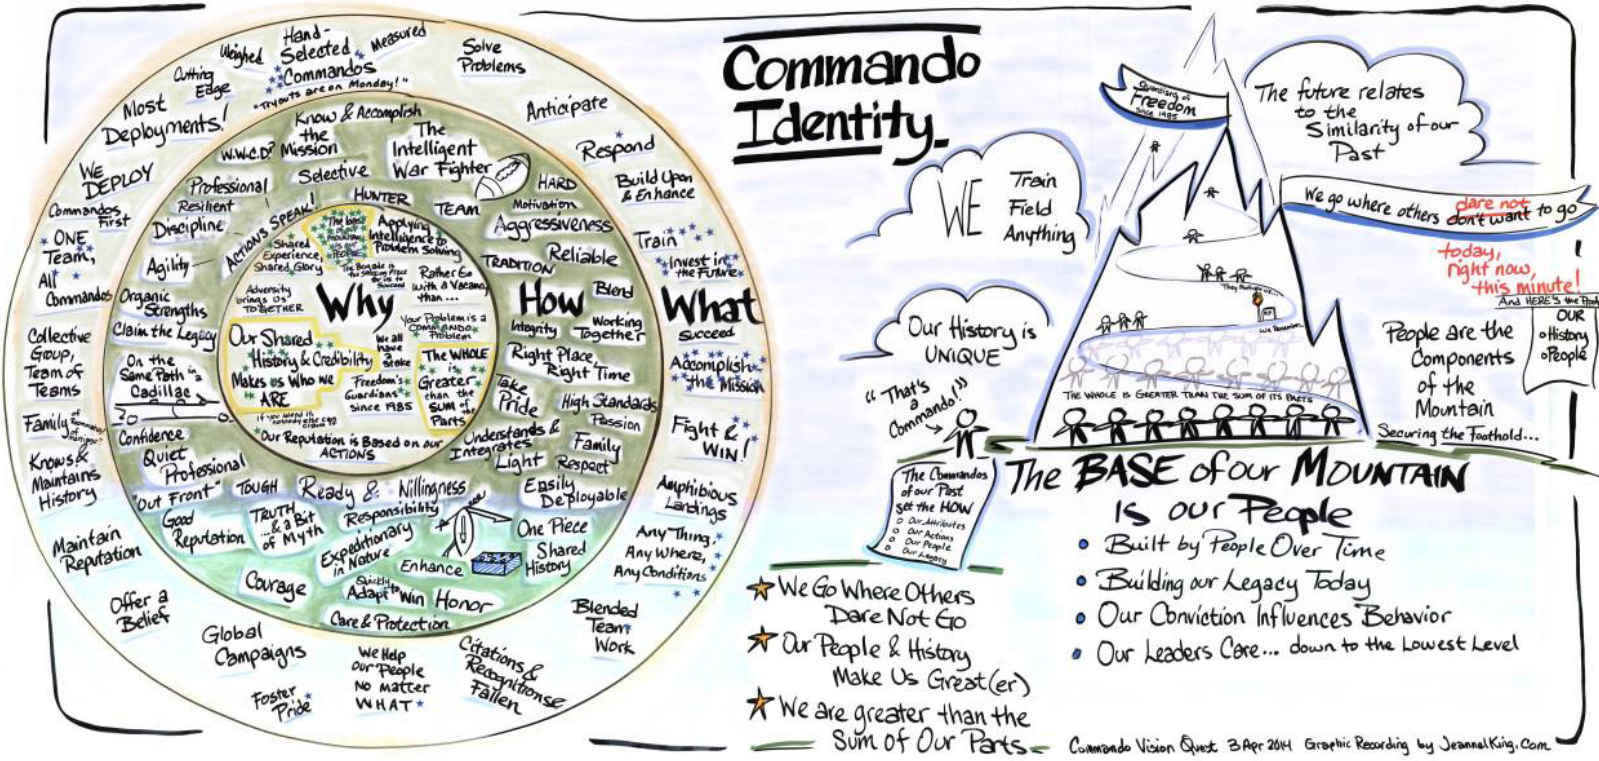 Commando
Identity
Hand-
Selected
Commandos
"Tryouts are on Monday!"
Weighed
Measured
Cutting
Edge
Most
Deployments!
We
DEPLOY
Commandos
First
ONE
Team,
All
Commandos
Collective
Group,
Team of
Teams
Family
Knows &
Maintains
History
Maintain
Reputation
Offer a
Belief
Global
Campaigns
Foster
Pride
We Help
our People
No matter
WHAT
Citations &
Fallen
Blended
Team
Work
Any Thing,
Any Where,
Any Conditions
Amphibious
Landings
Fight &
WIN!
Accomplish
the Mission
Succeed
What
Invest in
the Future
Train
Build Upon
& Enhance
Respond
Anticipate
Solve
Problems
Know & Accomplish
the
Mission
W.W.C.D?
Selective
The
Intelligent
War Fighter
HARD
Motivation
Aggressiveness
Reliable
TEAM
HUNTER
TRADITION
Professional
Resilient
Discipline
Agility
ACTIONS SPEAK!
Organic
Strengths
Claim the Legacy
On the
Same Path in a
Cadillac
Confidence
Quiet
Professional
"Out Front"
TOUGH
Good
Reputation
TRUTH
& a Bit
of Myth
Ready &
Willingness
Responsibility
Expeditionary
in Nature
Courage
Enhance
Quickly
Adapt to Win
Honor
Care & Protection
One Piece
Shared
History
Easily
Deployable
Light
Respect
Family
Understands &
Integrates
High Standards
Passion
Take
Pride
Right Place,
Right Time
Integrity
Working
Together
Blend
How
Why
Shared
Experience,
Shared Glory
Applying
Intelligence to
Problem Solving
Adversity
brings us
TOGETHER
Rather Go
with a Vacancy
than ...
Your Problem is a
COMMANDO
Problem
Our Shared
History & Credibility
Makes us Who we
ARE
We all
have
a
stake
Freedom's
Guardians
since 1985
The WHOLE
is
Greater
than the
SUM of the
Parts
Our Reputation is Based on our
ACTIONS
WE
Train
Field
Anything
Our History is
UNIQUE
"That's
a
Commando!!"
The Commandos
of our Past
set the HOW
Our Attributes
Our Actions
Our People
Our Legacy
Guardians of
Freedom
Since 1985
The future relates
to the
Similarity of our
Past
We go where others don't want to go
dare not
today,
right now,
this minute!
And HERE's the Proof
OUR
History
People
People are the
Components
of the
Mountain
Securing the Foothold...
We Remember...
THE WHOLE IS GREATER THAN THE SUM OF ITS PARTS
The BASE of our MOUNTAIN
is our People
Built by People Over Time
Building our Legacy Today
Our Conviction Influences Behavior
Our Leaders Care... down to the Lowest Level
We Go Where Others
Dare Not Go
Our People & History
Make Us Great(er)
We are greater than the
Sum of Our Parts
Commando Vision Quest 3 Apr 2014 Graphic Recording by JeannelKing.com